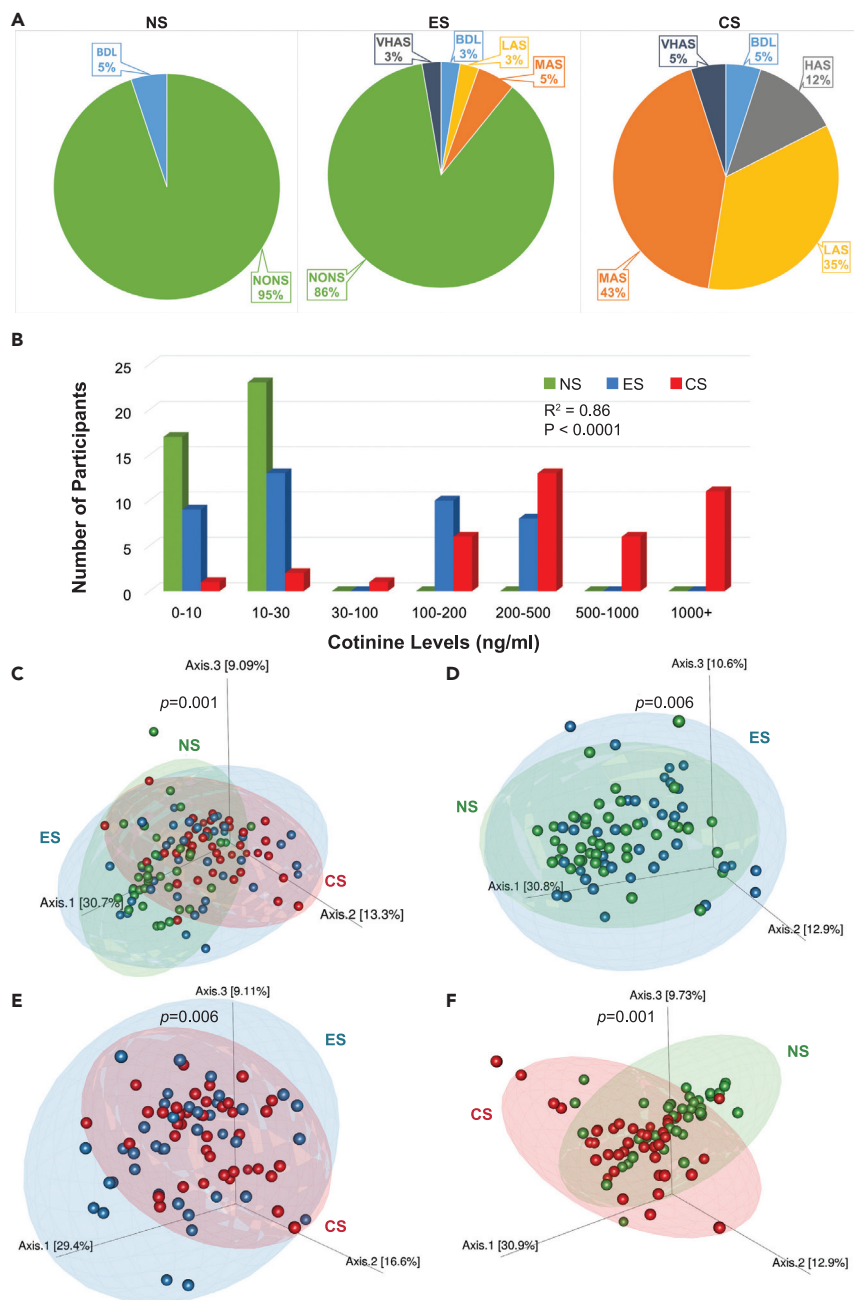 A
NS
ES
CS
BDL
5%
NONS
95%
VHAS
3%
BDL
3%
LAS
3%
MAS
5%
NONS
86%
VHAS
5%
BDL
5%
HAS
12%
LAS
35%
MAS
43%
B
Number of Participants
25
20
15
10
5
0
NS ES CS
R² = 0.86
P < 0.0001
0-10 10-30 30-100 100-200 200-500 500-1000 1000+
Cotinine Levels (ng/ml)
C
Axis.3 [9.09%]
p=0.001
NS
ES
CS
Axis.1 [30.7%]
Axis.2 [13.3%]
D
Axis.3 [10.6%]
p=0.006
ES
NS
Axis.1 [30.8%]
Axis.2 [12.9%]
E
Axis.3 [9.11%]
p=0.006
ES
CS
Axis.1 [29.4%]
Axis.2 [16.6%]
F
Axis.3 [9.73%]
p=0.001
NS
CS
Axis.1 [30.9%]
Axis.2 [12.9%]